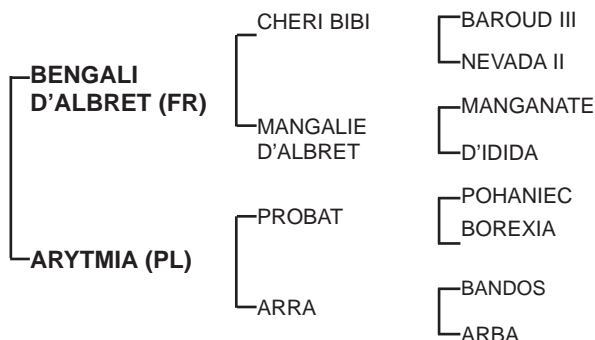 CHERI BIBI
BAROUD III
NEVADA II
BENGALI
D'ALBRET (FR)
MANGALIE
D'ALBRET
MANGANATE
D'IDIDA
PROBAT
POHANIEC
BOREXIA
ARYTMIA (PL)
ARRA
BANDOS
ARBA